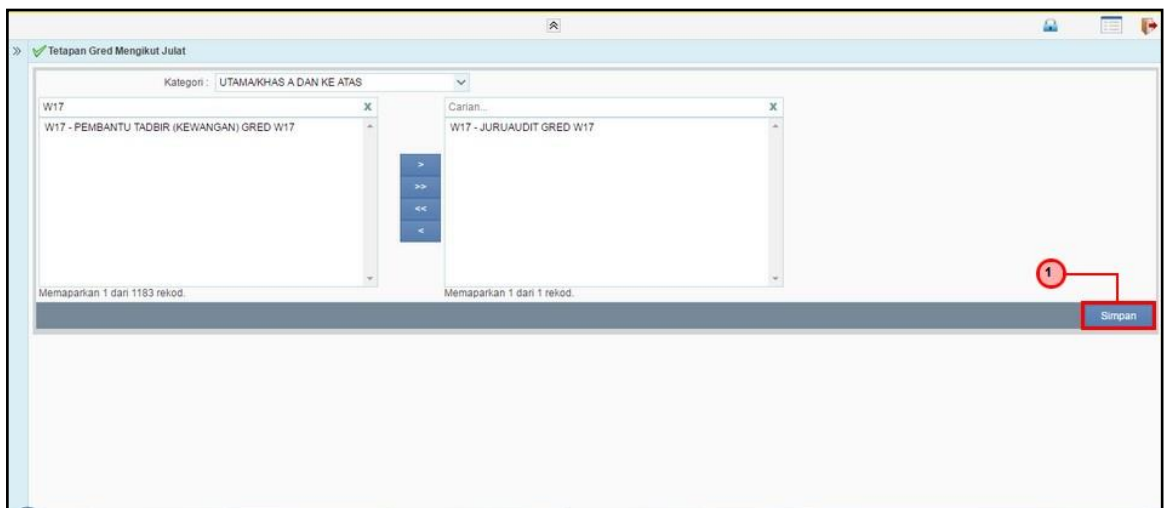 Tetapan Gred Mengikut Julat
Kategori : UTAMA/KHAS A DAN KE ATAS
W17 X
Carian... X
W17 - PEMBANTU TADBIR (KEWANGAN) GRED W17
W17 - JURUAUDIT GRED W17
>
>>
<<
<
Memaparkan 1 dari 1183 rekod.
Memaparkan 1 dari 1 rekod.
1
Simpan